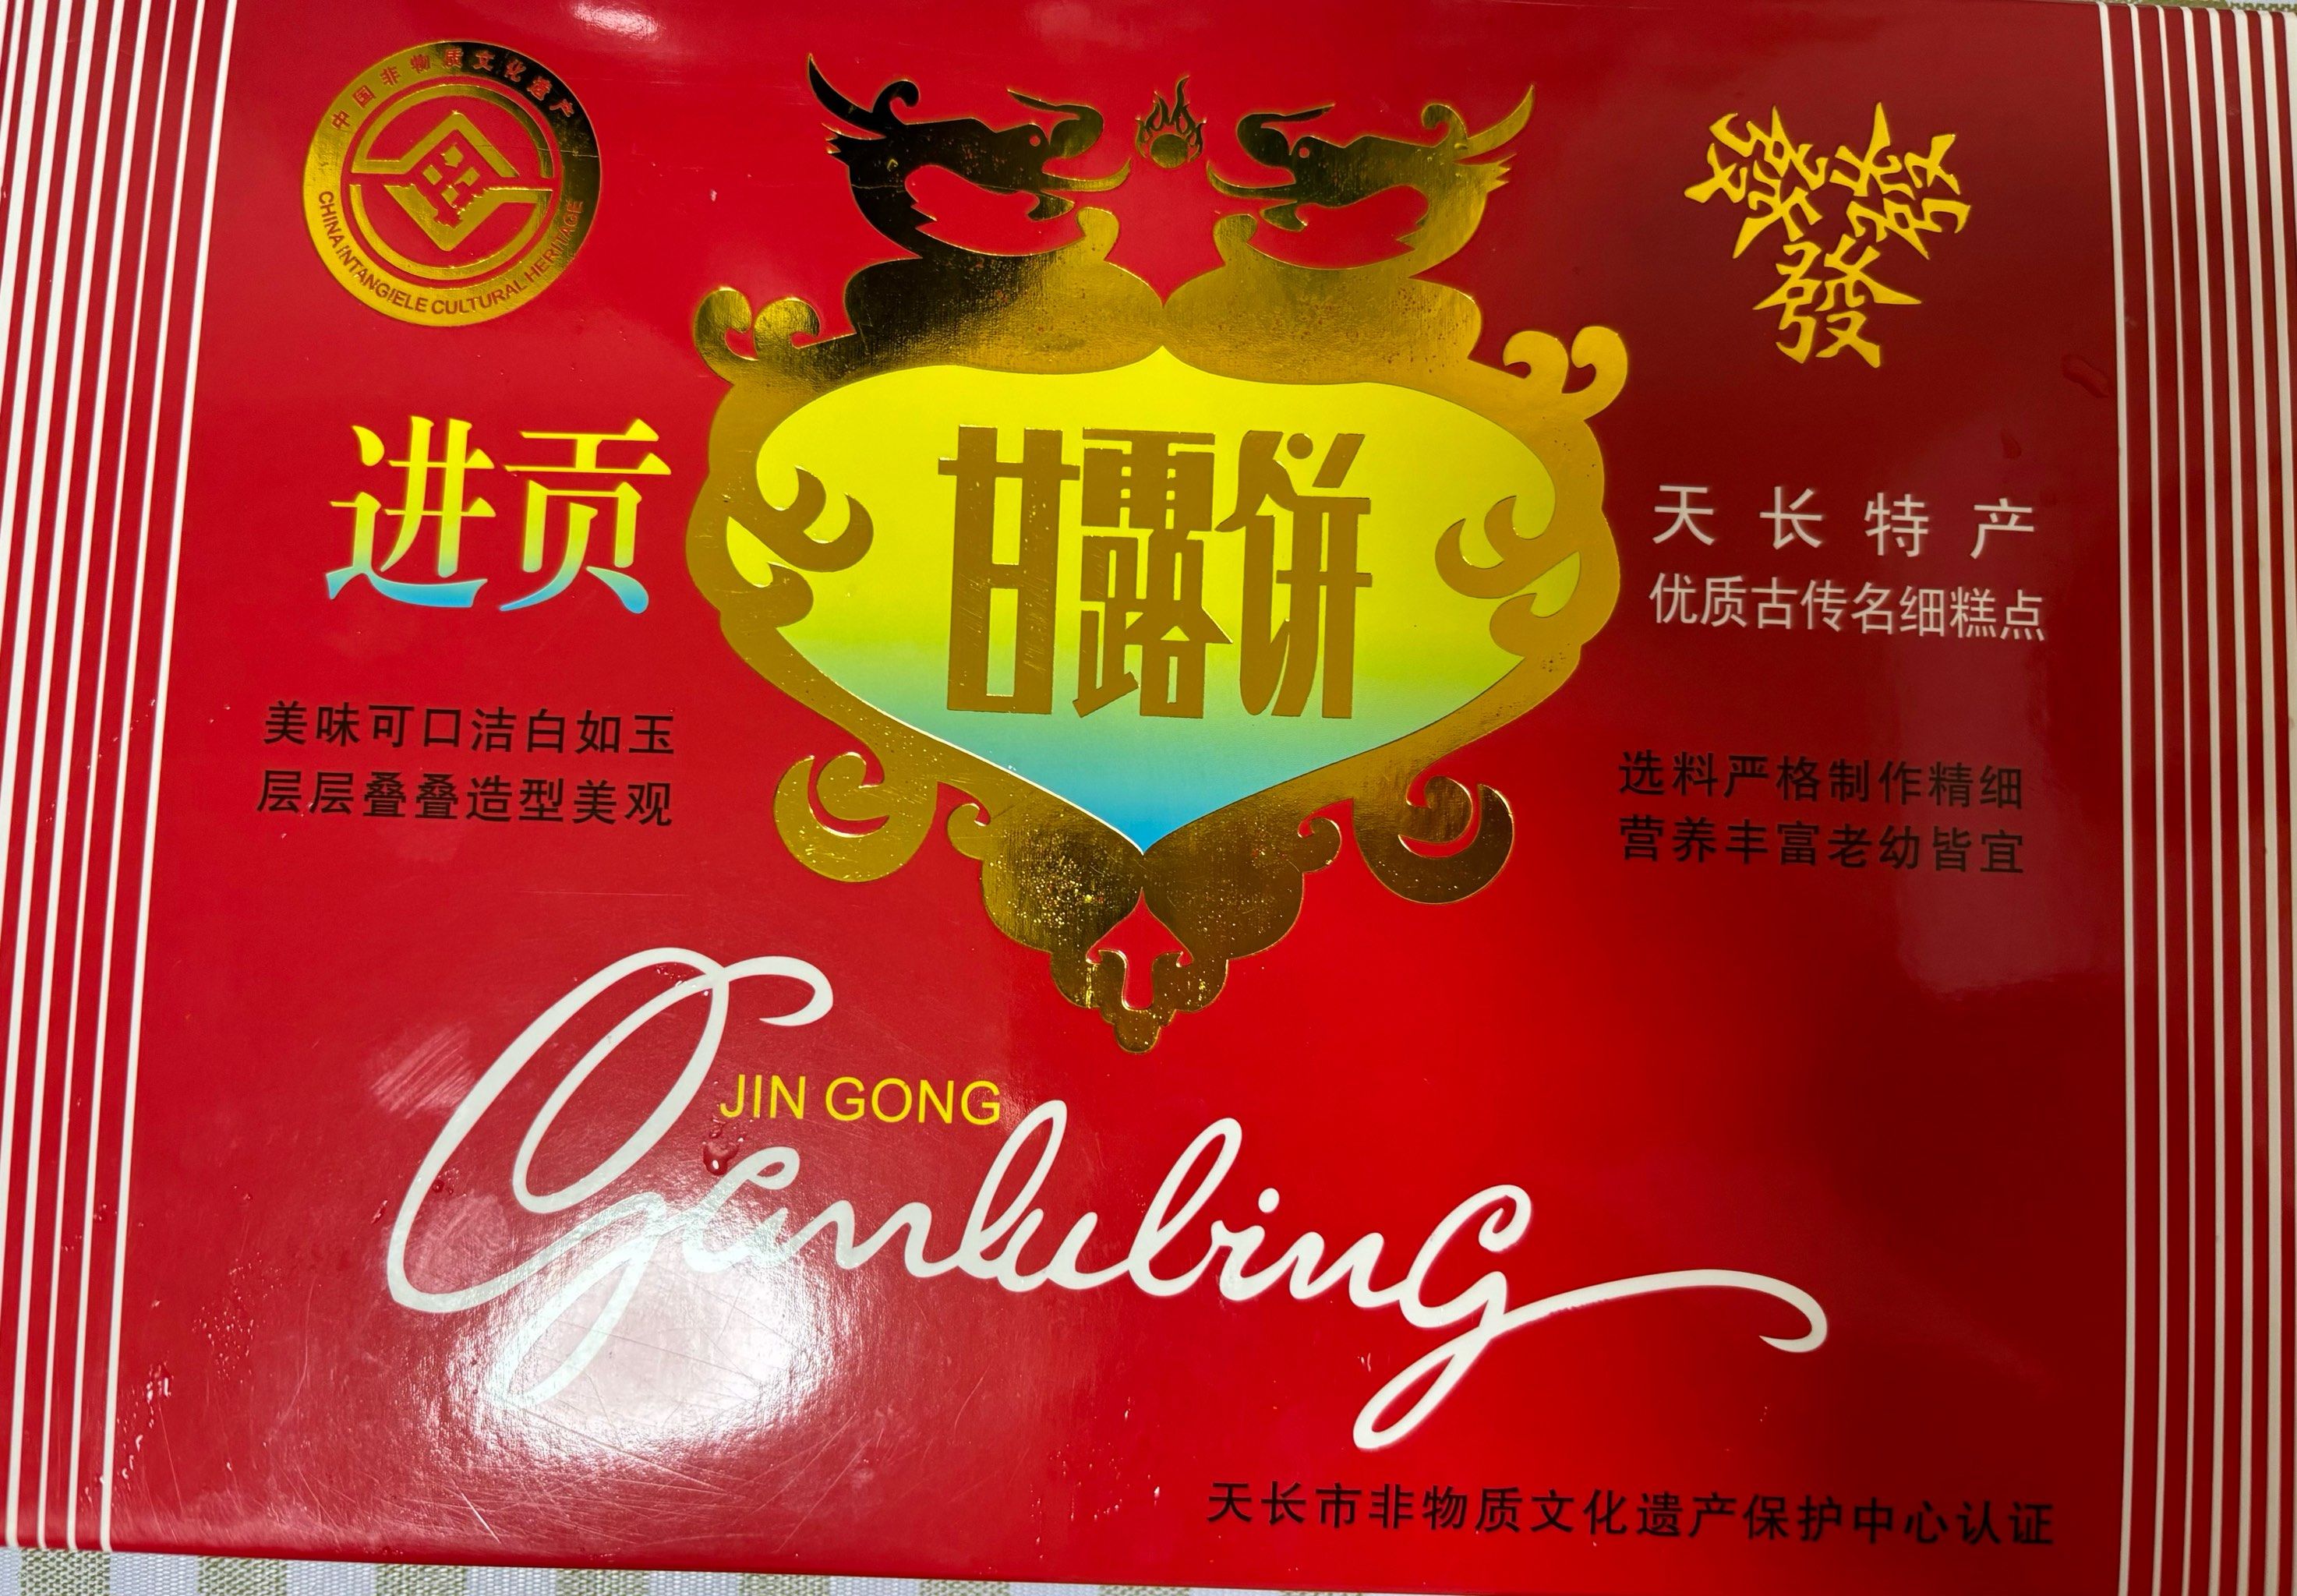 中国非物质文化遗产
CHINA INTANGIELE CULTURAL HERITAGE
發發
發
进贡
甘露饼
天长特产
优质古传名细糕点
美味可口洁白如玉
层层叠叠造型美观
选料严格制作精细
营养丰富老幼皆宜
JIN GONG
GanlubinG
天长市非物质文化遗产保护中心认证